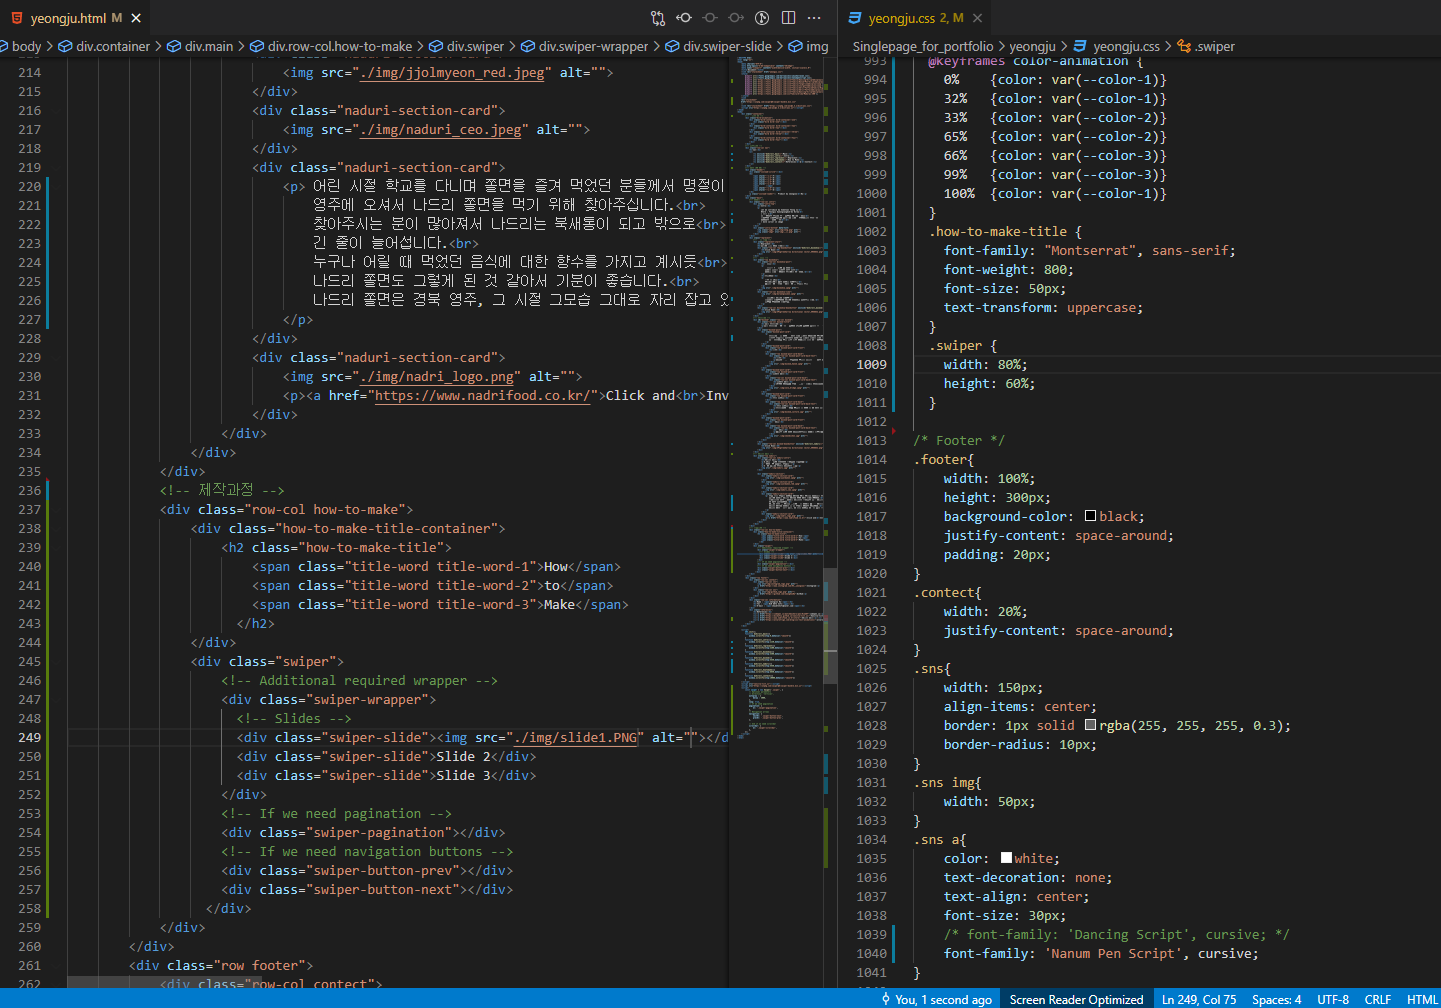 yeongju.html M
yeongju.css 2, M
body > div.container > div.main > div.row-col.how-to-make > div.swiper > div.swiper-wrapper > div.swiper-slide > img
Singlepage_for_portfolio > yeongju > yeongju.css > .swiper
214 <img src="./img/jjolmyeon_red.jpeg" alt="">
215 </div>
216 <div class="naduri-section-card">
217 <img src="./img/naduri_ceo.jpeg" alt="">
218 </div>
219 <div class="naduri-section-card">
220 <p> 어린 시절 학교를 다니며 쫄면을 즐겨 먹었던 분들께서 명절이
221 영주에 오셔서 나드리 쫄면을 먹기 위해 찾아주십니다.<br>
222 찾아주시는 분이 많아져서 나드리는 북새통이 되고 밖으로<br>
223 긴 줄이 늘어섭니다.<br>
224 누구나 어릴 때 먹었던 음식에 대한 향수를 가지고 계시듯<br>
225 나드리 쫄면도 그렇게 된 것 같아서 기분이 좋습니다.<br>
226 나드리 쫄면은 경북 영주, 그 시절 그모습 그대로 자리 잡고 있
227 </p>
228 </div>
229 <div class="naduri-section-card">
230 <img src="./img/nadri_logo.png" alt="">
231 <p><a href="https://www.nadrifood.co.kr/">Click and<br>Inv
232 </div>
233 </div>
234 </div>
235 </div>
236 <!-- 제작과정 -->
237 <div class="row-col how-to-make">
238 <div class="how-to-make-title-container">
239 <h2 class="how-to-make-title">
240 <span class="title-word title-word-1">How</span>
241 <span class="title-word title-word-2">to</span>
242 <span class="title-word title-word-3">Make</span>
243 </h2>
244 </div>
245 <div class="swiper">
246 <!-- Additional required wrapper -->
247 <div class="swiper-wrapper">
248 <!-- Slides -->
249 <div class="swiper-slide"><img src="./img/slide1.PNG" alt=""></d
250 <div class="swiper-slide">Slide 2</div>
251 <div class="swiper-slide">Slide 3</div>
252 </div>
253 <!-- If we need pagination -->
254 <div class="swiper-pagination"></div>
255 <!-- If we need navigation buttons -->
256 <div class="swiper-button-prev"></div>
257 <div class="swiper-button-next"></div>
258 </div>
259 </div>
260 </div>
261 <div class="row footer">
262 <div class="row-col contect">
993 @keyframes color-animation {
994 0% {color: var(--color-1)}
995 32% {color: var(--color-1)}
996 33% {color: var(--color-2)}
997 65% {color: var(--color-2)}
998 66% {color: var(--color-3)}
999 99% {color: var(--color-3)}
1000 100% {color: var(--color-1)}
1001 }
1002 .how-to-make-title {
1003 font-family: "Montserrat", sans-serif;
1004 font-weight: 800;
1005 font-size: 50px;
1006 text-transform: uppercase;
1007 }
1008 .swiper {
1009 width: 80%;
1010 height: 60%;
1011 }
1012
1013 /* Footer */
1014 .footer{
1015 width: 100%;
1016 height: 300px;
1017 background-color: black;
1018 justify-content: space-around;
1019 padding: 20px;
1020 }
1021 .contect{
1022 width: 20%;
1023 justify-content: space-around;
1024 }
1025 .sns{
1026 width: 150px;
1027 align-items: center;
1028 border: 1px solid rgba(255, 255, 255, 0.3);
1029 border-radius: 10px;
1030 }
1031 .sns img{
1032 width: 50px;
1033 }
1034 .sns a{
1035 color: white;
1036 text-decoration: none;
1037 text-align: center;
1038 font-size: 30px;
1039 /* font-family: 'Dancing Script', cursive; */
1040 font-family: 'Nanum Pen Script', cursive;
1041 }
You, 1 second ago Screen Reader Optimized Ln 249, Col 75 Spaces: 4 UTF-8 CRLF HTML